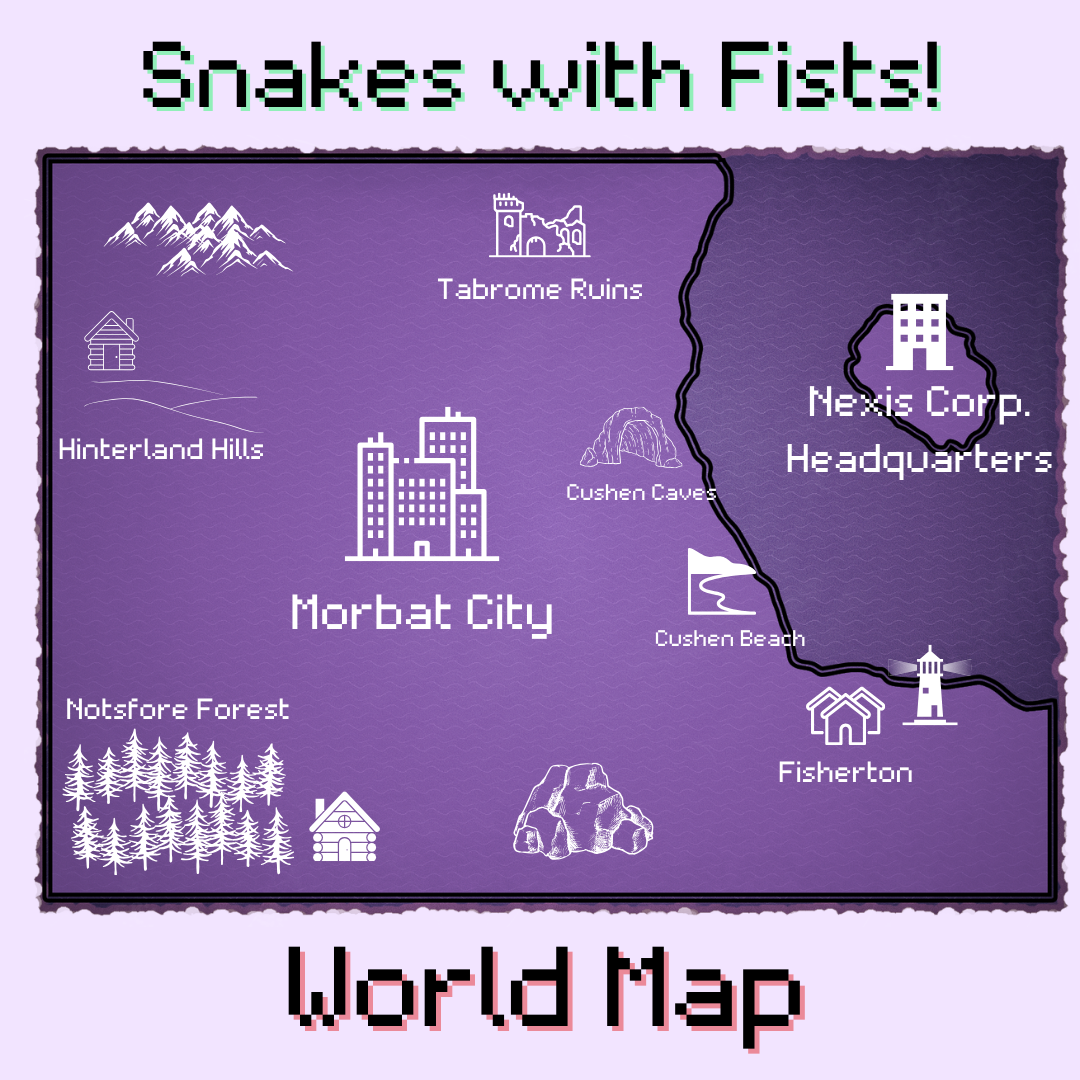 Snakes with Fists!
Tabrome Ruins
Nexis Corp.
Headquarters
Hinterland Hills
Cushen Caves
Morbat City
Cushen Beach
Notsfore Forest
Fisherton
World Map